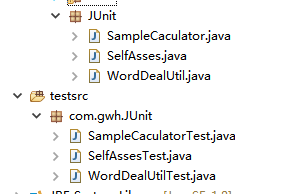 JUnit
SampleCaculator.java
SelfAsses.java
WordDealUtil.java
testsrc
com.gwh.JUnit
SampleCaculatorTest.java
SelfAssesTest.java
WordDealUtilTest.java